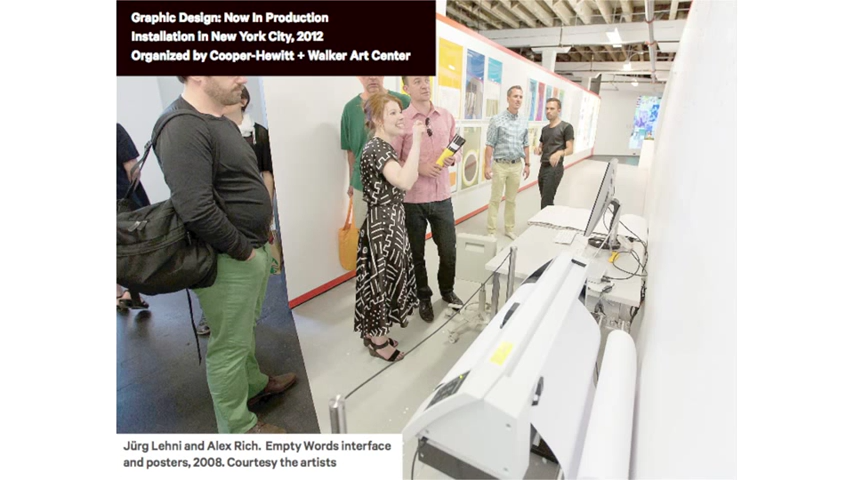 Graphic Design: Now In Production
Installation in New York City, 2012
Organized by Cooper-Hewitt + Walker Art Center
Jürg Lehni and Alex Rich. Empty Words interface
and posters, 2008. Courtesy the artists